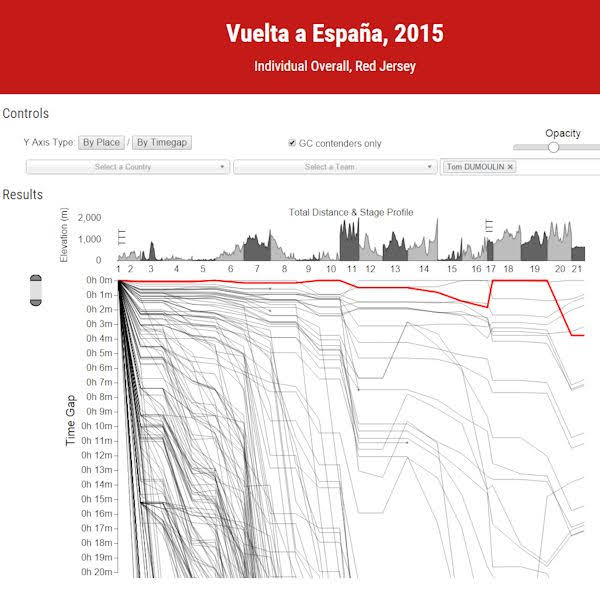 Vuelta a España, 2015
Individual Overall, Red Jersey
Controls
Y Axis Type: By Place / By Timegap
GC contenders only
Opacity
Select a Country
Select a Team
Tom DUMOULIN ×
Results
Total Distance & Stage Profile
Elevation (m)
2,000
1,000
0
ITT
ITT
1 2 3 4 5 6 7 8 9 10 11 12 13 14 15 16 17 18 19 20 21
Time Gap
0h 0m
0h 1m
0h 2m
0h 3m
0h 4m
0h 5m
0h 6m
0h 7m
0h 8m
0h 9m
0h 10m
0h 11m
0h 12m
0h 13m
0h 14m
0h 15m
0h 16m
0h 17m
0h 18m
0h 19m
0h 20m